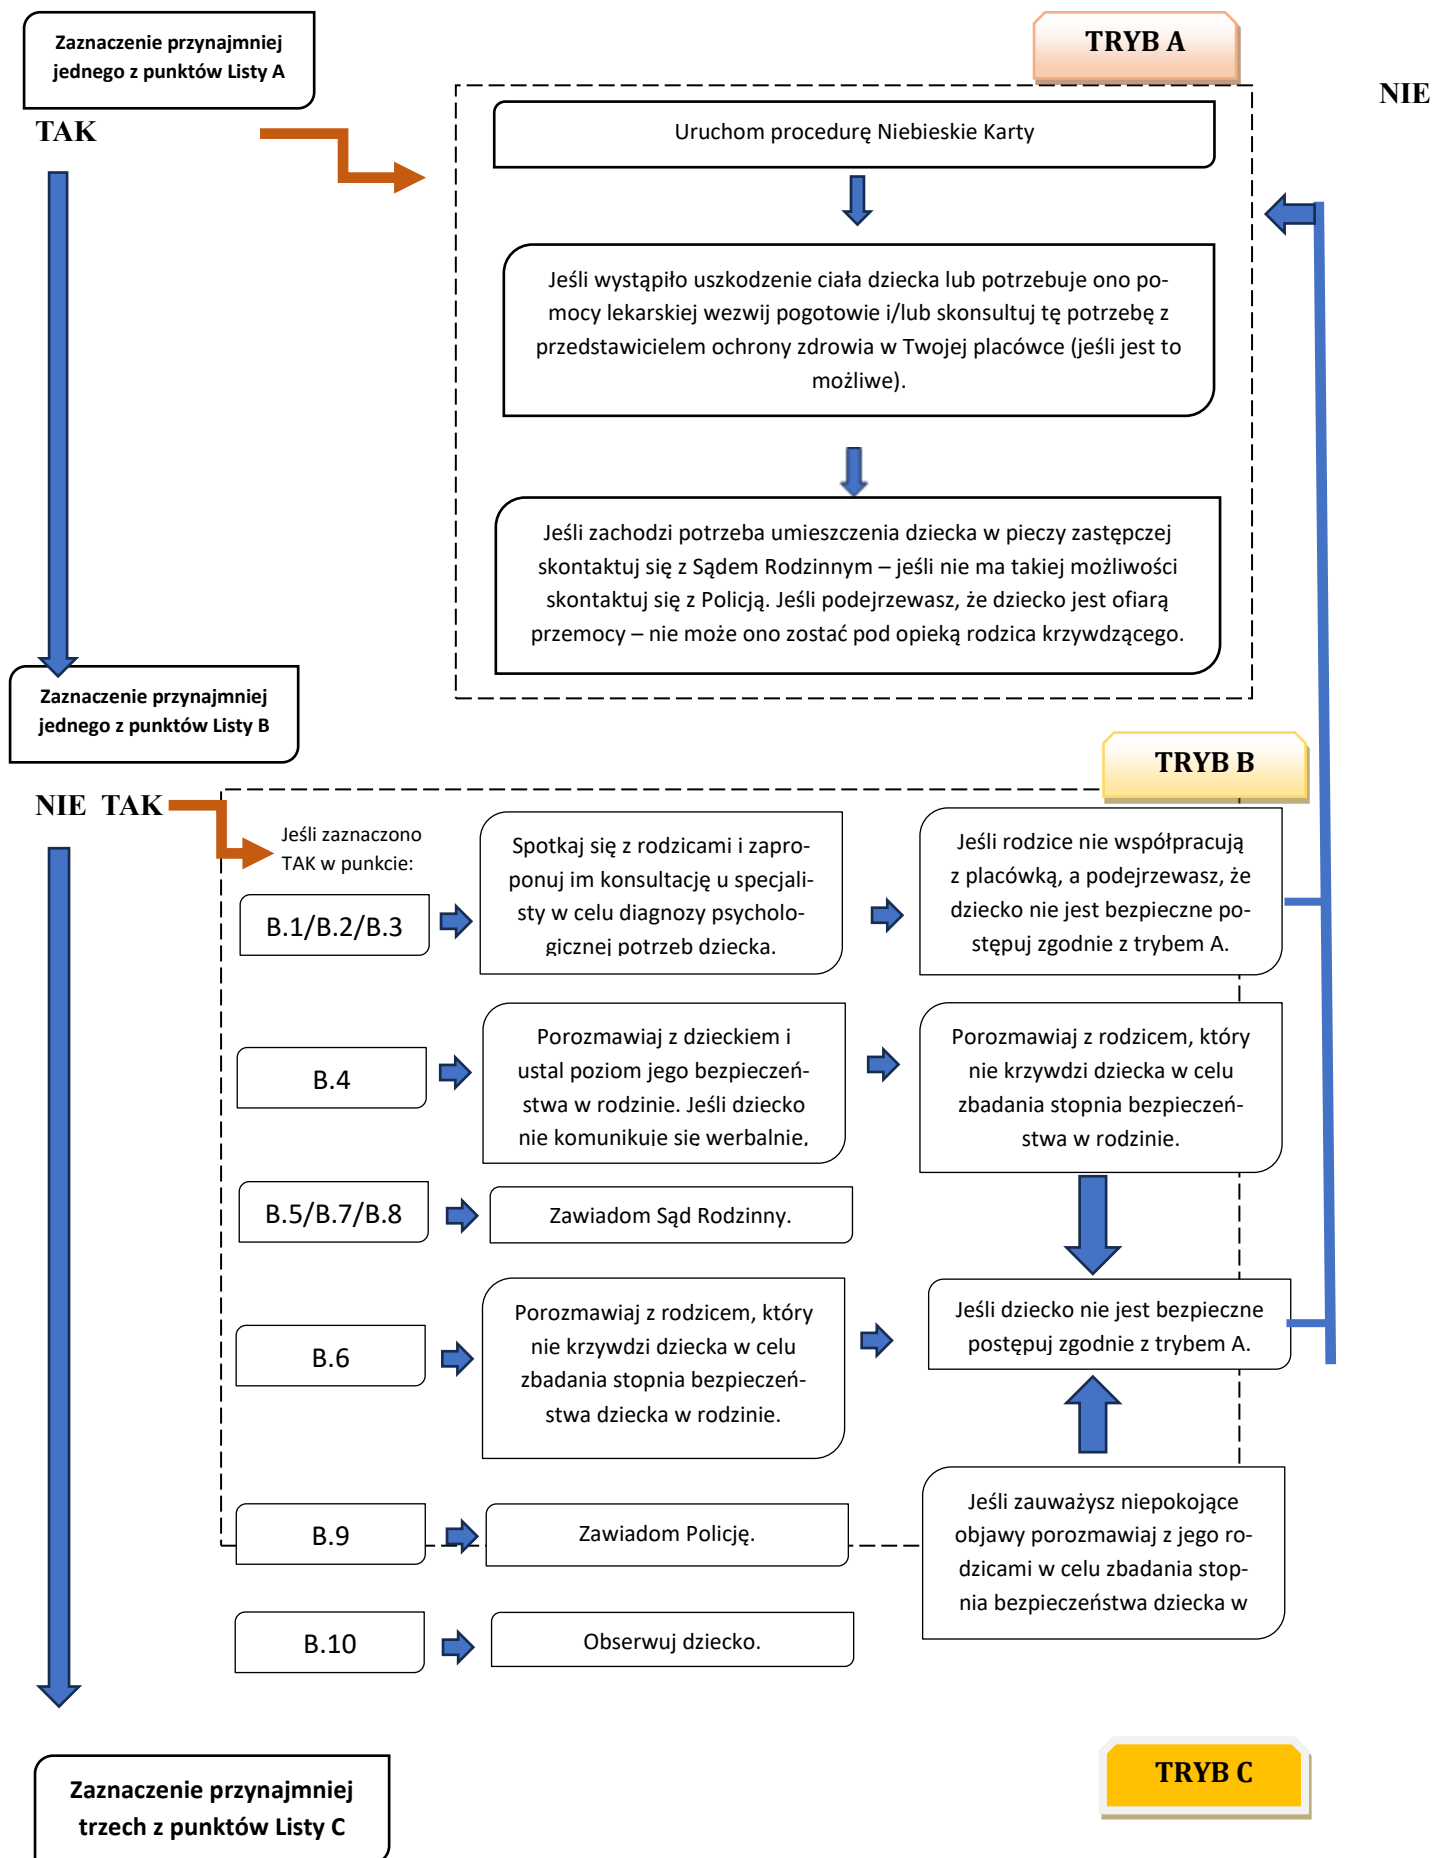 Zaznaczenie przynajmniej
jednego z punktów Listy A
TRYB A
NIE
TAK
Uruchom procedurę Niebieskie Karty
Jeśli wystąpiło uszkodzenie ciała dziecka lub potrzebuje ono po-
mocy lekarskiej wezwij pogotowie i/lub skonsultuj tę potrzebę z
przedstawicielem ochrony zdrowia w Twojej placówce (jeśli jest to
możliwe).
Jeśli zachodzi potrzeba umieszczenia dziecka w pieczy zastępczej
skontaktuj się z Sądem Rodzinnym – jeśli nie ma takiej możliwości
skontaktuj się z Policją. Jeśli podejrzewasz, że dziecko jest ofiarą
przemocy – nie może ono zostać pod opieką rodzica krzywdzącego.
Zaznaczenie przynajmniej
jednego z punktów Listy B
TRYB B
NIE TAK
Jeśli zaznaczono
TAK w punkcie:
B.1/B.2/B.3
Spotkaj się z rodzicami i zapro-
ponuj im konsultację u specjali-
sty w celu diagnozy psycholo-
gicznej potrzeb dziecka.
Jeśli rodzice nie współpracują
z placówką, a podejrzewasz, że
dziecko nie jest bezpieczne po-
stępuj zgodnie z trybem A.
B.4
Porozmawiaj z dzieckiem i
ustal poziom jego bezpieczeń-
stwa w rodzinie. Jeśli dziecko
nie komunikuje się werbalnie,
Porozmawiaj z rodzicem, który
nie krzywdzi dziecka w celu
zbadania stopnia bezpieczeń-
stwa w rodzinie.
B.5/B.7/B.8
Zawiadom Sąd Rodzinny.
B.6
Porozmawiaj z rodzicem, który
nie krzywdzi dziecka w celu
zbadania stopnia bezpieczeń-
stwa dziecka w rodzinie.
Jeśli dziecko nie jest bezpieczne
postępuj zgodnie z trybem A.
B.9
Zawiadom Policję.
Jeśli zauważysz niepokojące
objawy porozmawiaj z jego ro-
dzicami w celu zbadania stop-
nia bezpieczeństwa dziecka w
B.10
Obserwuj dziecko.
Zaznaczenie przynajmniej
trzech z punktów Listy C
TRYB C